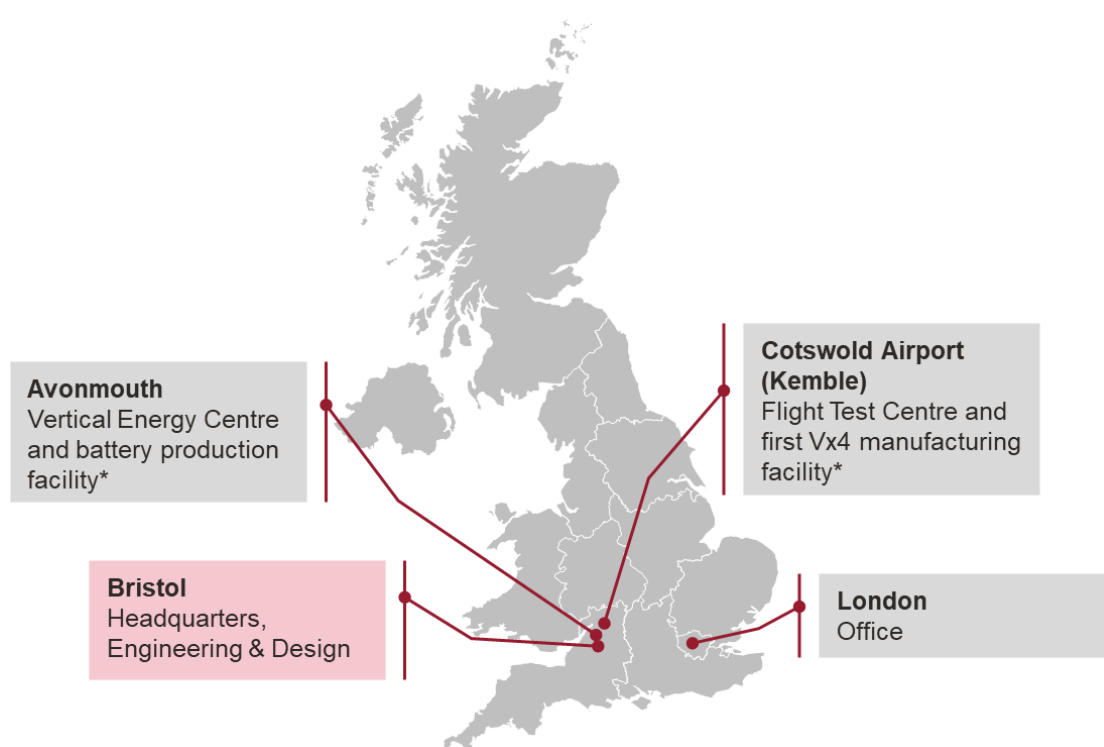 Cotswold Airport
(Kemble)
Flight Test Centre and
first Vx4 manufacturing
facility*
Avonmouth
Vertical Energy Centre
and battery production
facility*
Bristol
Headquarters,
Engineering & Design
London
Office